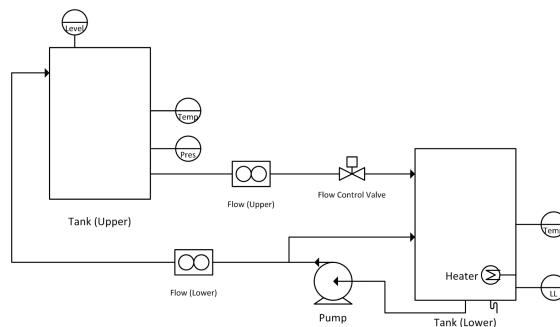 Level
Temp
Pres
Tank (Upper)
Flow (Upper)
Flow Control Valve
Temp
Heater
LL
Flow (Lower)
Pump
Tank (Lower)